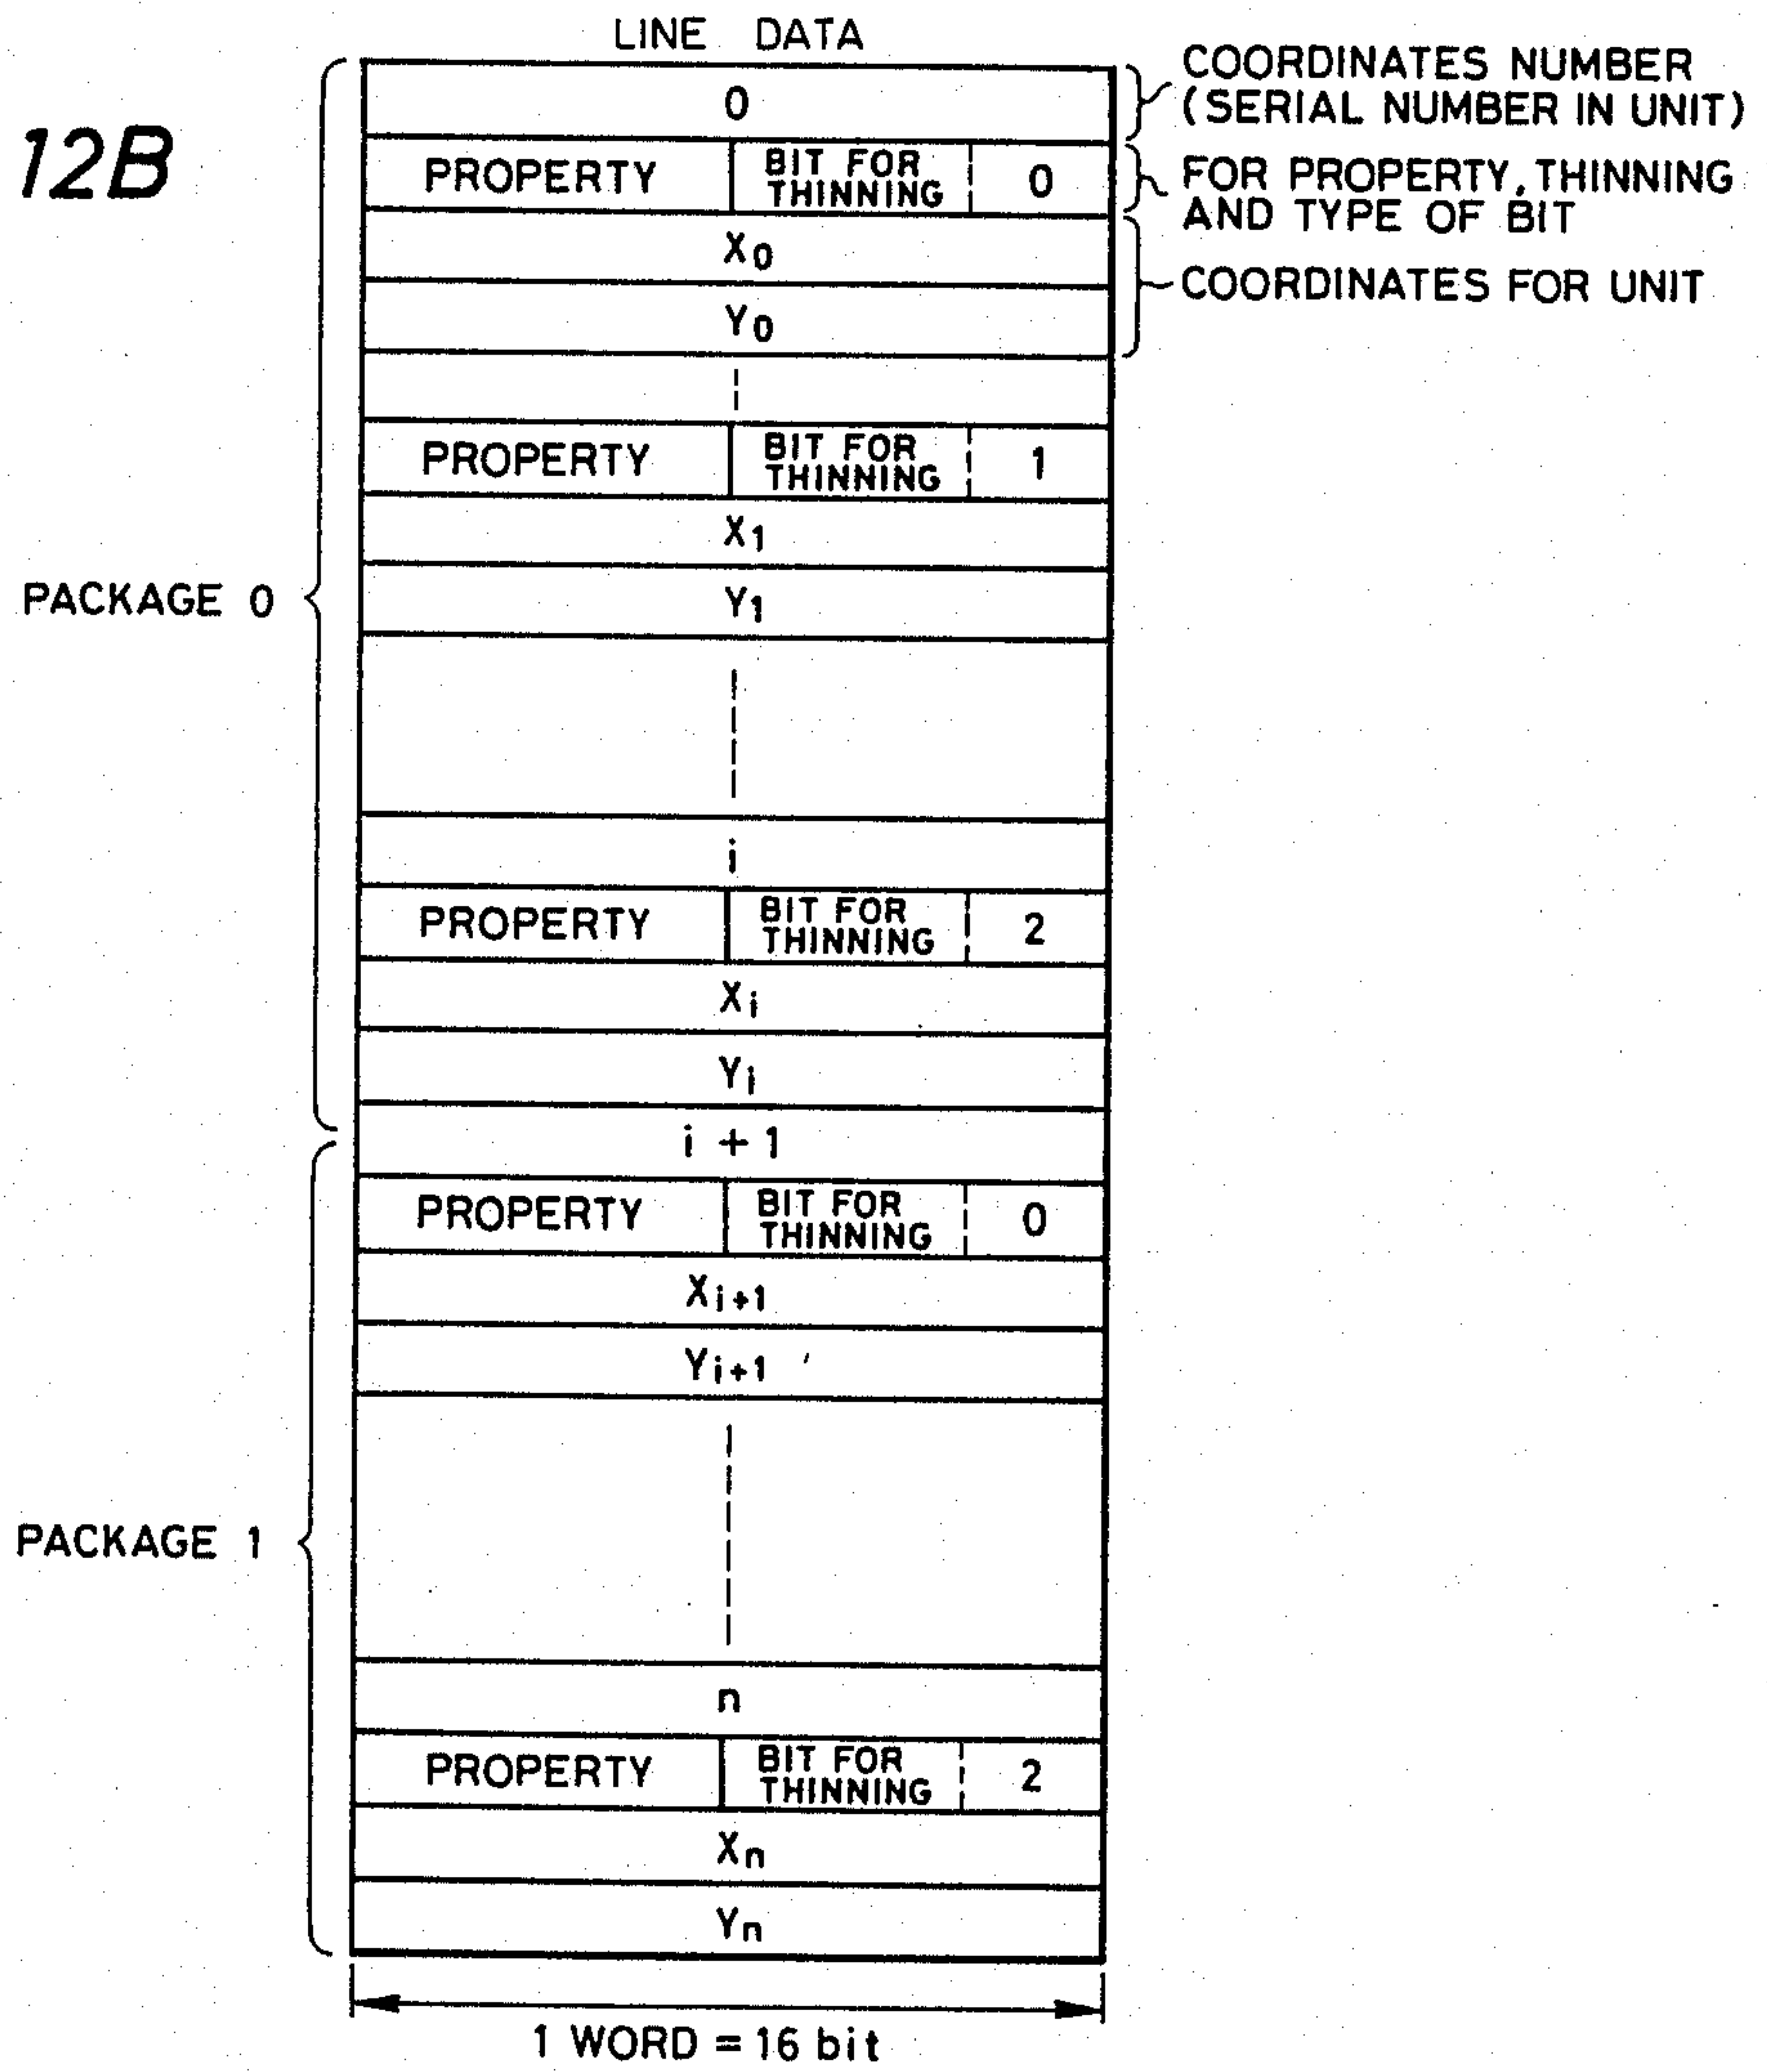 LINE DATA
12B
0
COORDINATES NUMBER
(SERIAL NUMBER IN UNIT)
PROPERTY
BIT FOR
THINNING
0
FOR PROPERTY, THINNING
AND TYPE OF BIT
X0
Y0
COORDINATES FOR UNIT
PROPERTY
BIT FOR
THINNING
1
X1
Y1
PACKAGE 0
i
PROPERTY
BIT FOR
THINNING
2
Xi
Yi
i + 1
PROPERTY
BIT FOR
THINNING
0
Xi+1
Yi+1
PACKAGE 1
n
PROPERTY
BIT FOR
THINNING
2
Xn
Yn
1 WORD = 16 bit